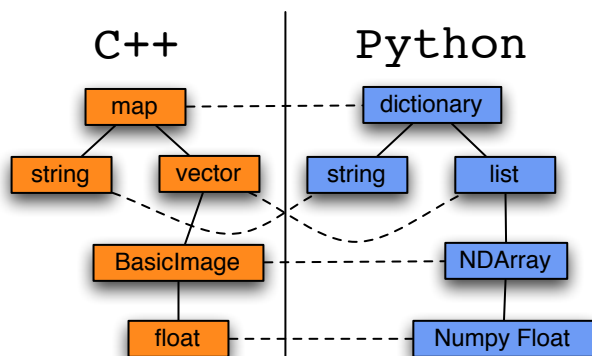 C++ Python
map dictionary
string vector string list
BasicImage NDArray
float Numpy Float